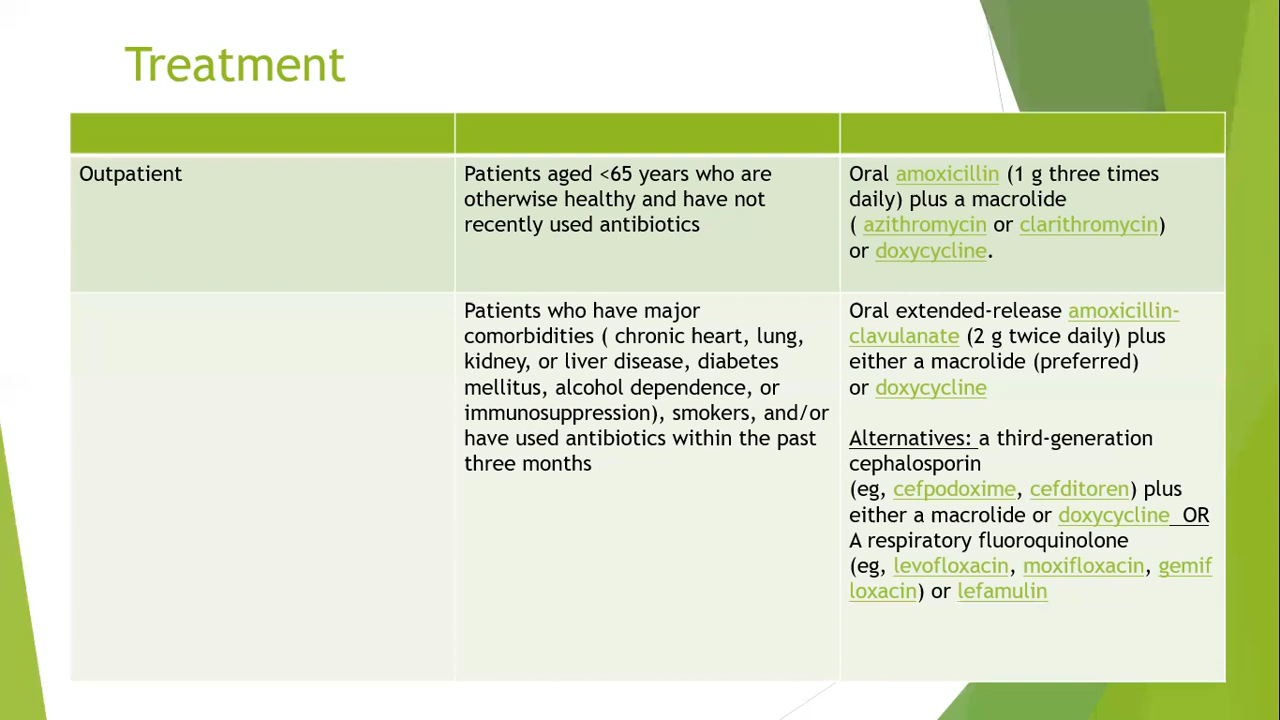 Treatment
Outpatient
Patients aged <65 years who are
otherwise healthy and have not
recently used antibiotics
Oral amoxicillin (1 g three times
daily) plus a macrolide
( azithromycin or clarithromycin)
or doxycycline.
Patients who have major
comorbidities ( chronic heart, lung,
kidney, or liver disease, diabetes
mellitus, alcohol dependence, or
immunosuppression), smokers, and/or
have used antibiotics within the past
three months
Oral extended-release amoxicillin-
clavulanate (2 g twice daily) plus
either a macrolide (preferred)
or doxycycline
Alternatives: a third-generation
cephalosporin
(eg, cefpodoxime, cefditoren) plus
either a macrolide or doxycycline OR
A respiratory fluoroquinolone
(eg, levofloxacin, moxifloxacin, gemif
loxacin) or lefamulin